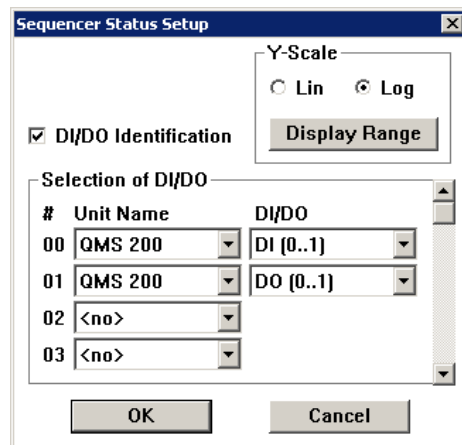 Sequencer Status Setup
Y-Scale
Lin Log
DI/DO Identification
Display Range
Selection of DI/DO
# Unit Name DI/DO
00 QMS 200 DI (0..1)
01 QMS 200 DO (0..1)
02 <no>
03 <no>
OK Cancel